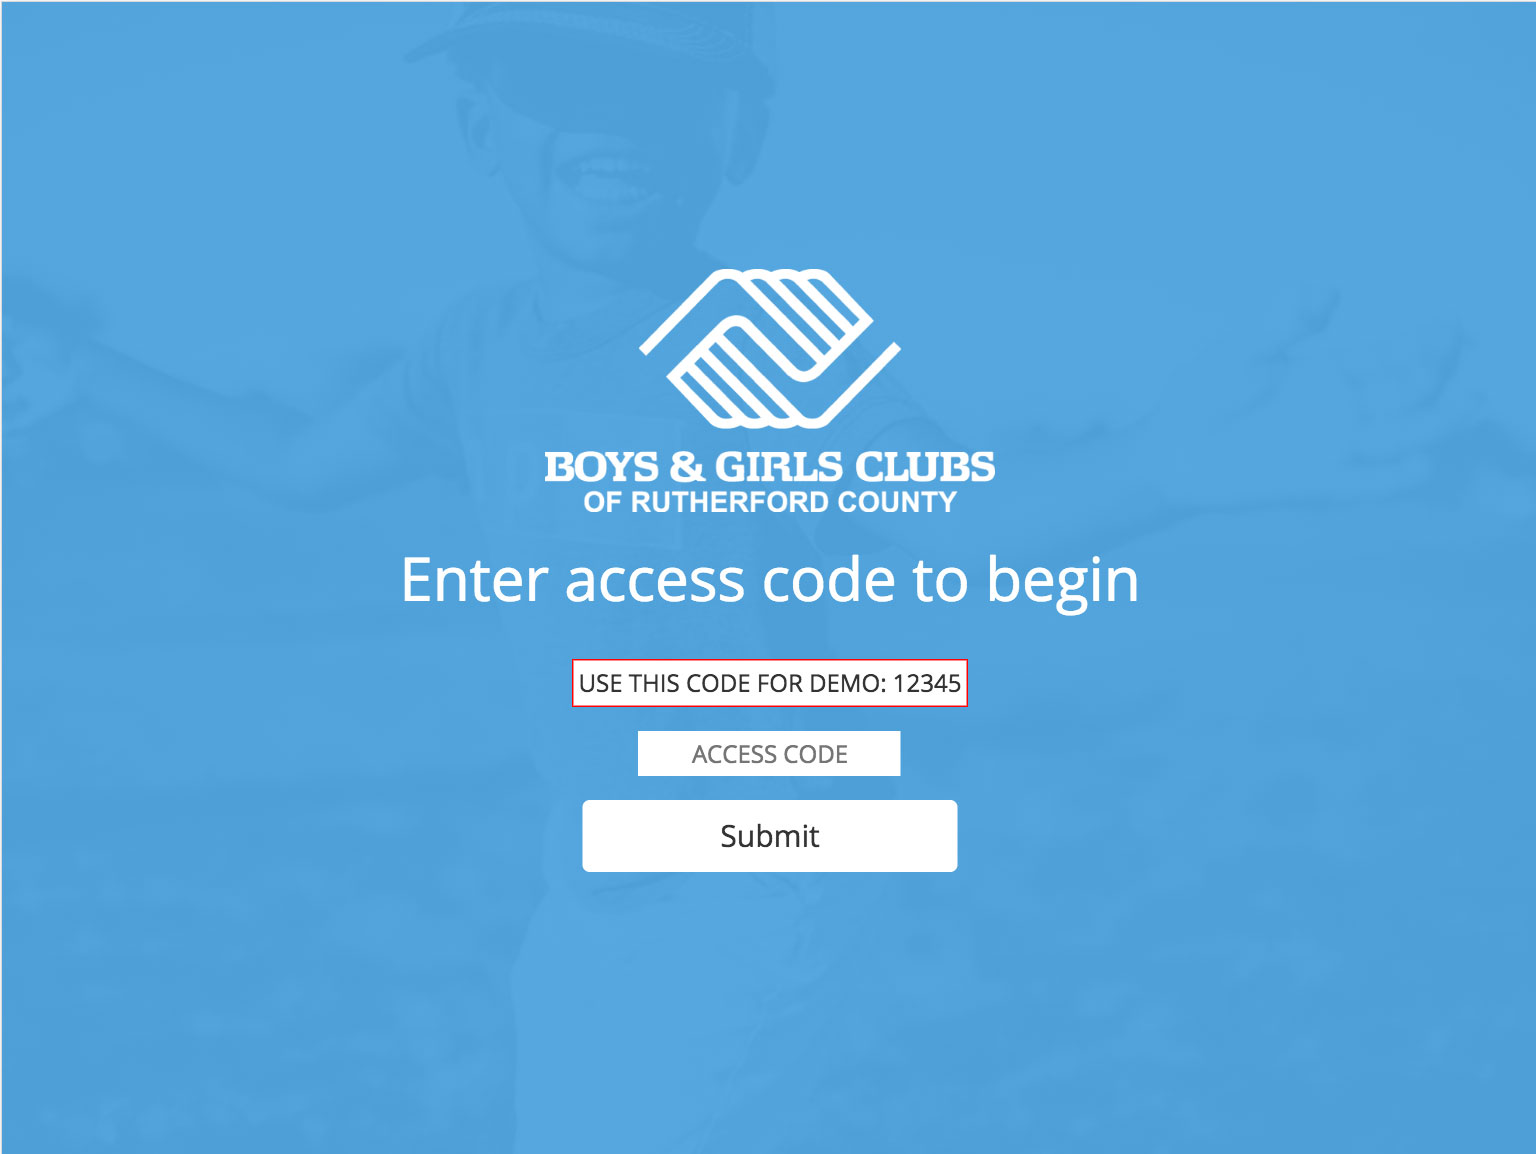 BOYS & GIRLS CLUBS
OF RUTHERFORD COUNTY
Enter access code to begin
USE THIS CODE FOR DEMO: 12345
ACCESS CODE
Submit